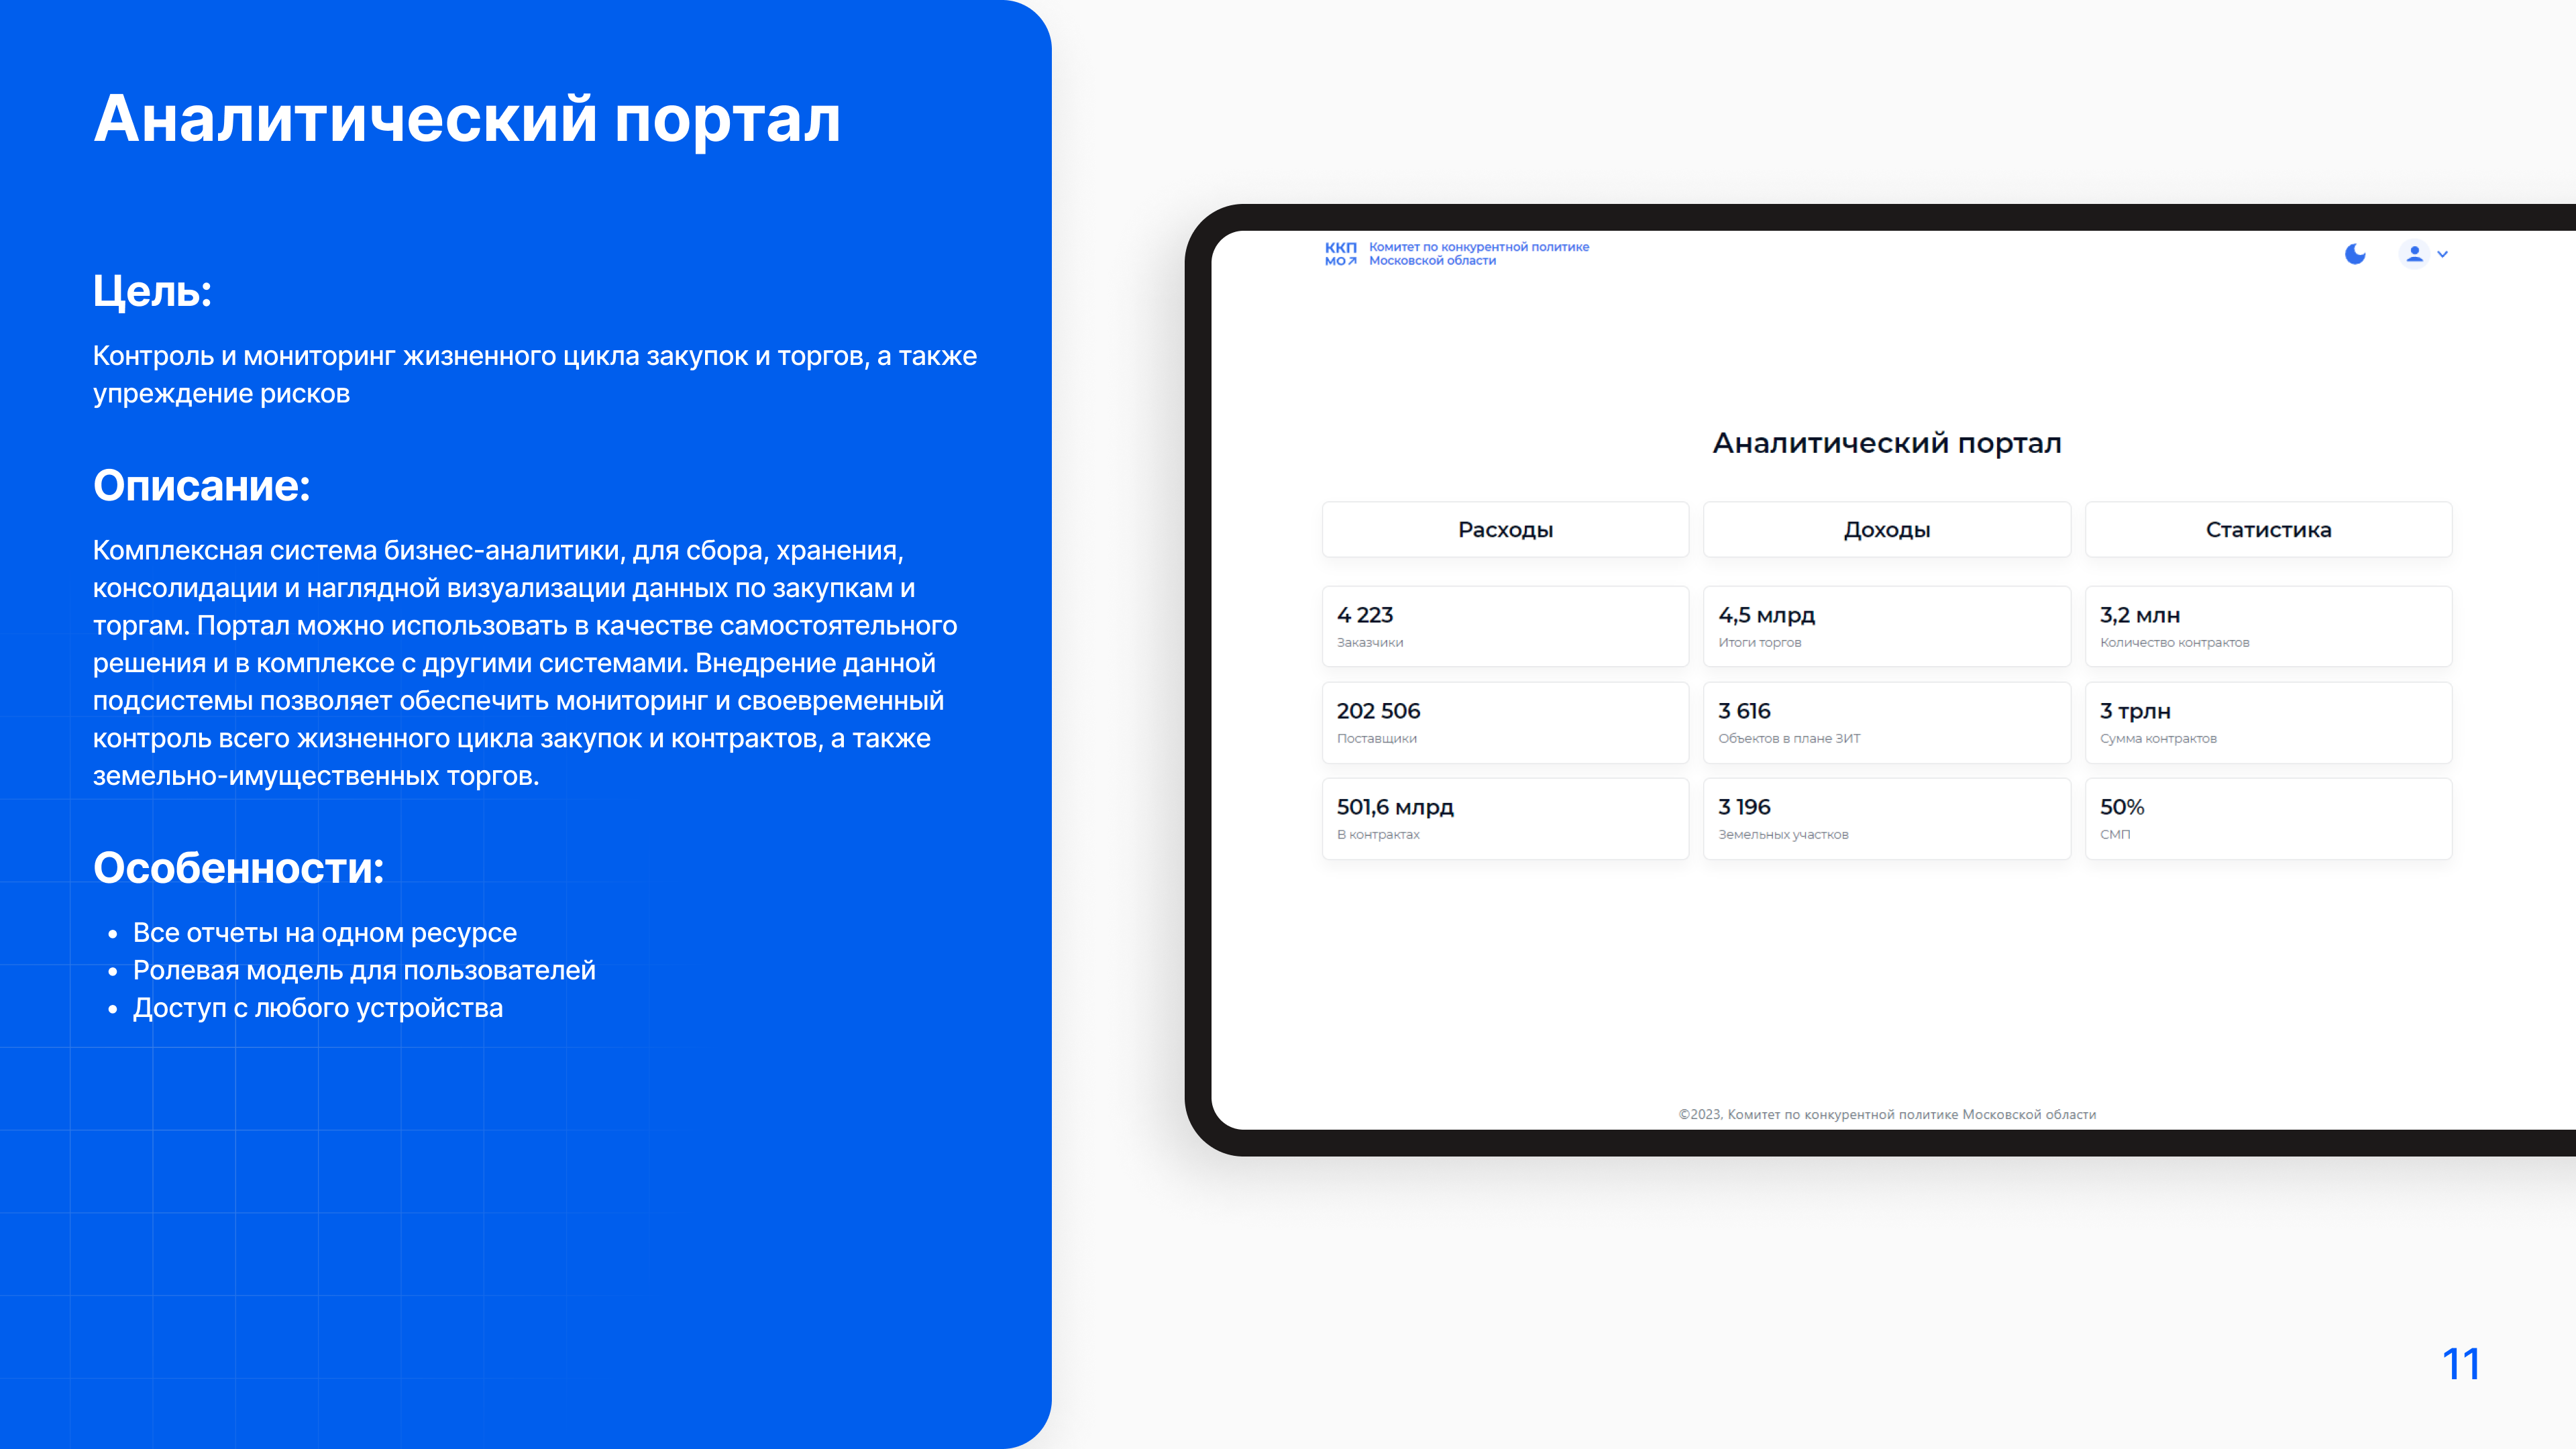 Аналитический портал
Цель:
Контроль и мониторинг жизненного цикла закупок и торгов, а также
упреждение рисков
Описание:
Комплексная система бизнес-аналитики, для сбора, хранения,
консолидации и наглядной визуализации данных по закупкам и
торгам. Портал можно использовать в качестве самостоятельного
решения и в комплексе с другими системами. Внедрение данной
подсистемы позволяет обеспечить мониторинг и своевременный
контроль всего жизненного цикла закупок и контрактов, а также
земельно-имущественных торгов.
Особенности:
• Все отчеты на одном ресурсе
• Ролевая модель для пользователей
• Доступ с любого устройства
ККП
МО↗
Комитет по конкурентной политике
Московской области
Аналитический портал
Расходы
4 223
Заказчики
202 506
Поставщики
501,6 млрд
В контрактах
Доходы
4,5 млрд
Итоги торгов
3 616
Объектов в плане ЗИТ
3 196
Земельных участков
Статистика
3,2 млн
Количество контрактов
3 трлн
Сумма контрактов
50%
СМП
©2023, Комитет по конкурентной политике Московской области
11